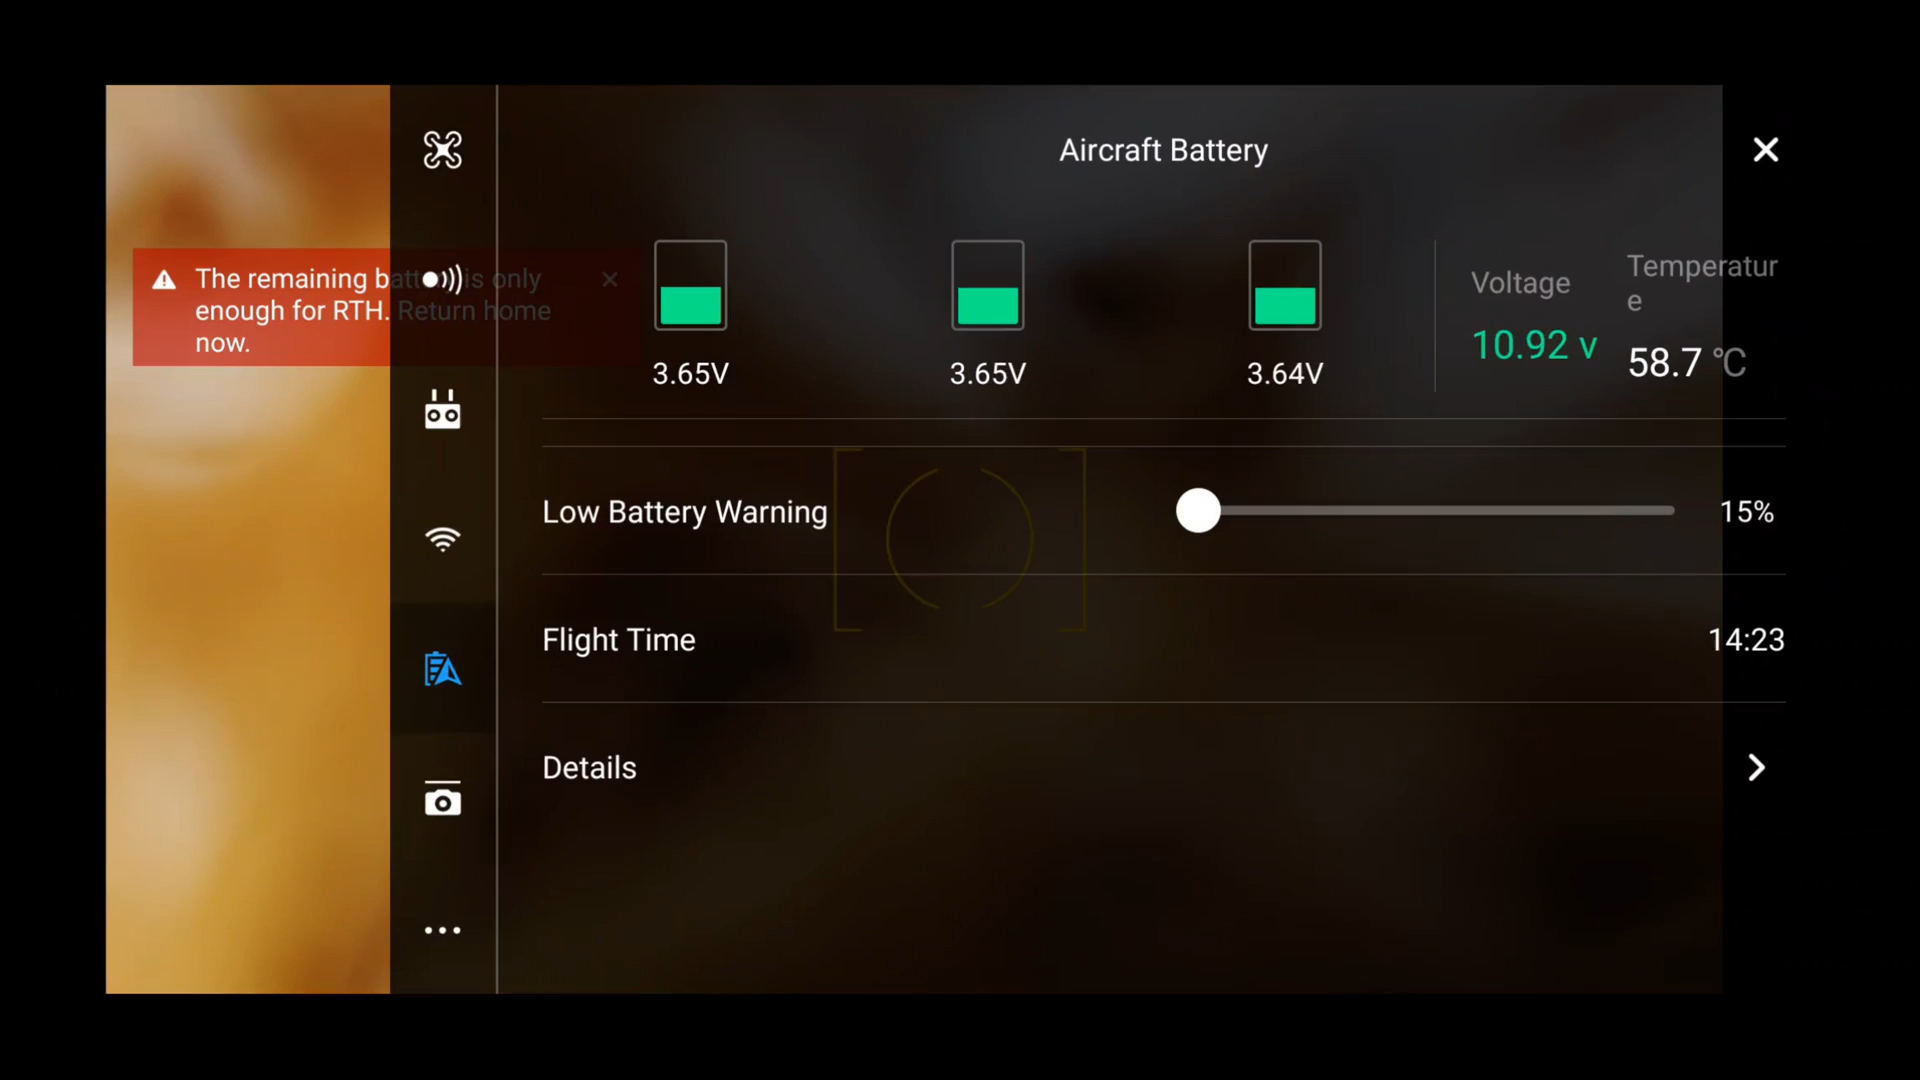 Aircraft Battery
The remaining battery is only
enough for RTH. Return home
now.
3.65V
3.65V
3.64V
Voltage
10.92 v
Temperatur
e
58.7 °C
Low Battery Warning
15%
Flight Time
14:23
Details